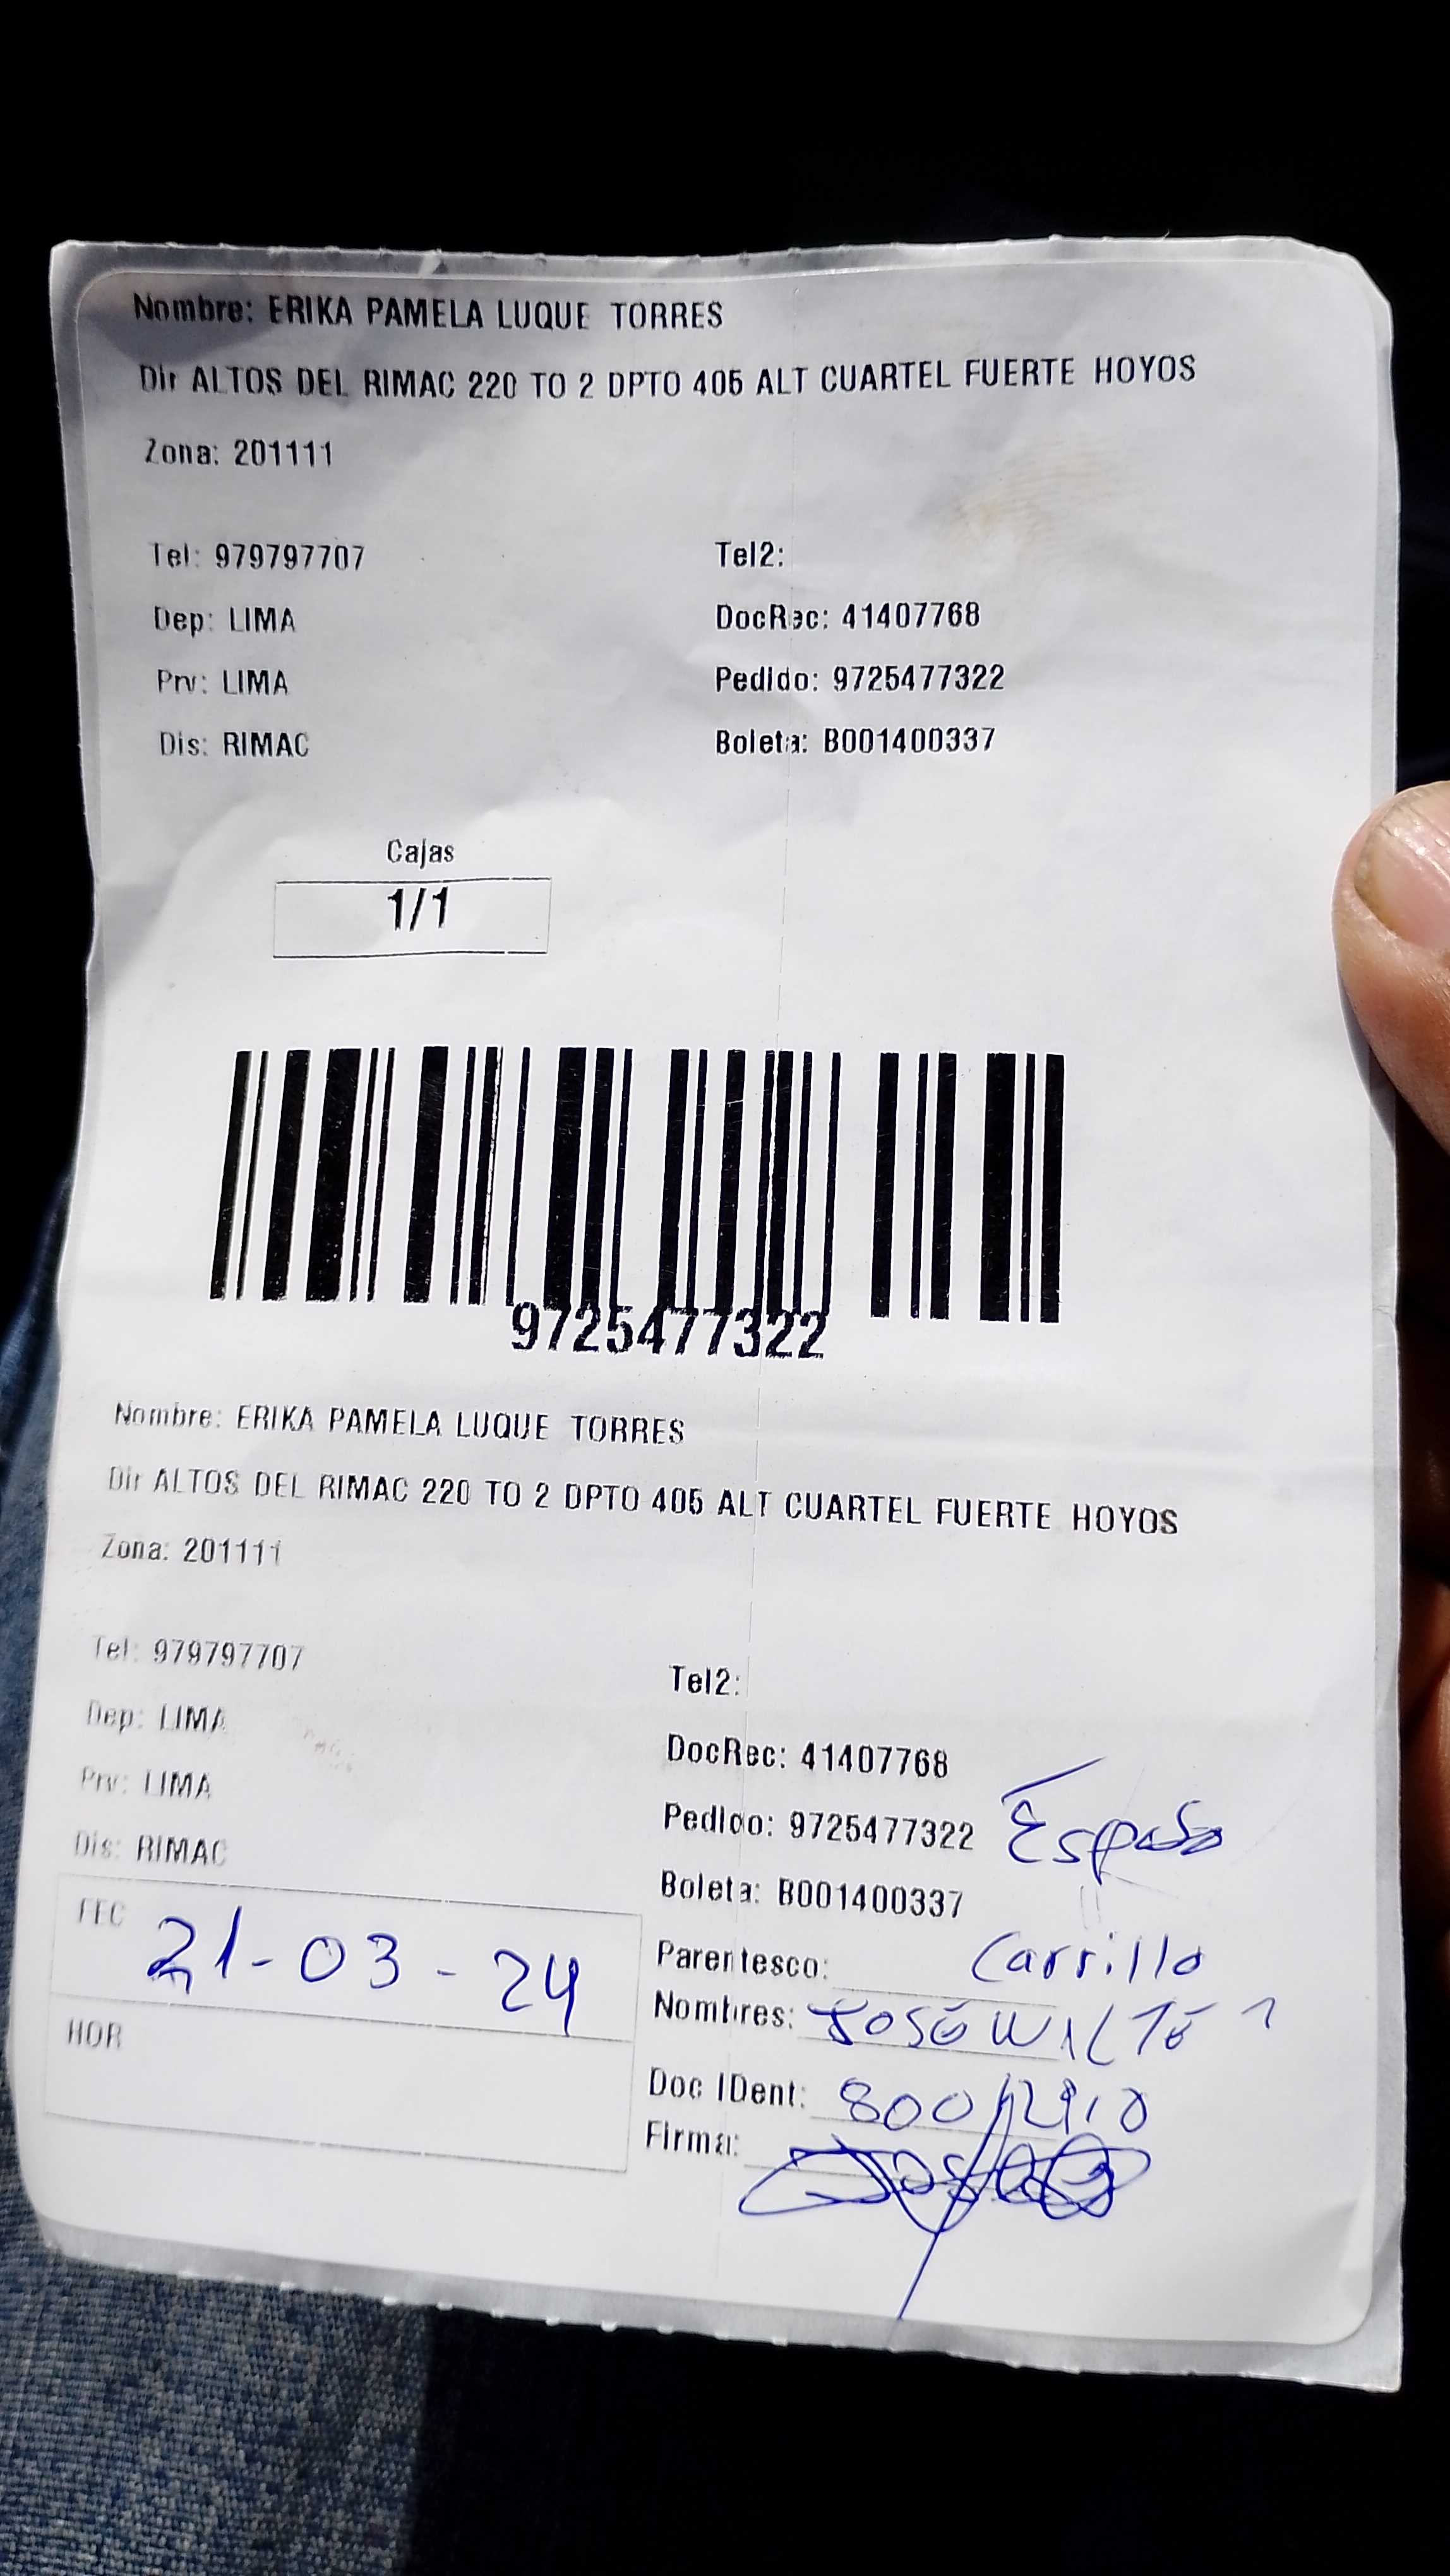 Nombre: ERIKA PAMELA LUQUE TORRES
Dir ALTOS DEL RIMAC 220 TO 2 DPTO 405 ALT CUARTEL FUERTE HOYOS
Zona: 201111
Tel: 979797707 Tel2:
Dep: LIMA DocRec: 41407768
Prv: LIMA Pedido: 9725477322
Dis: RIMAC Boleta: B001400337
Cajas
1/1
9725477322
Nombre: ERIKA PAMELA LUQUE TORRES
Dir ALTOS DEL RIMAC 220 TO 2 DPTO 405 ALT CUARTEL FUERTE HOYOS
Zona: 201111
Tel: 979797707 Tel2:
Dep: LIMA DocRec: 41407768
Prv: LIMA Pedido: 9725477322
Dis: RIMAC Boleta: B001400337
FEC 21-03-24
Parentesco: Carrillo
Nombres: JOSÉ
HOR
Doc IDent:
Firma: